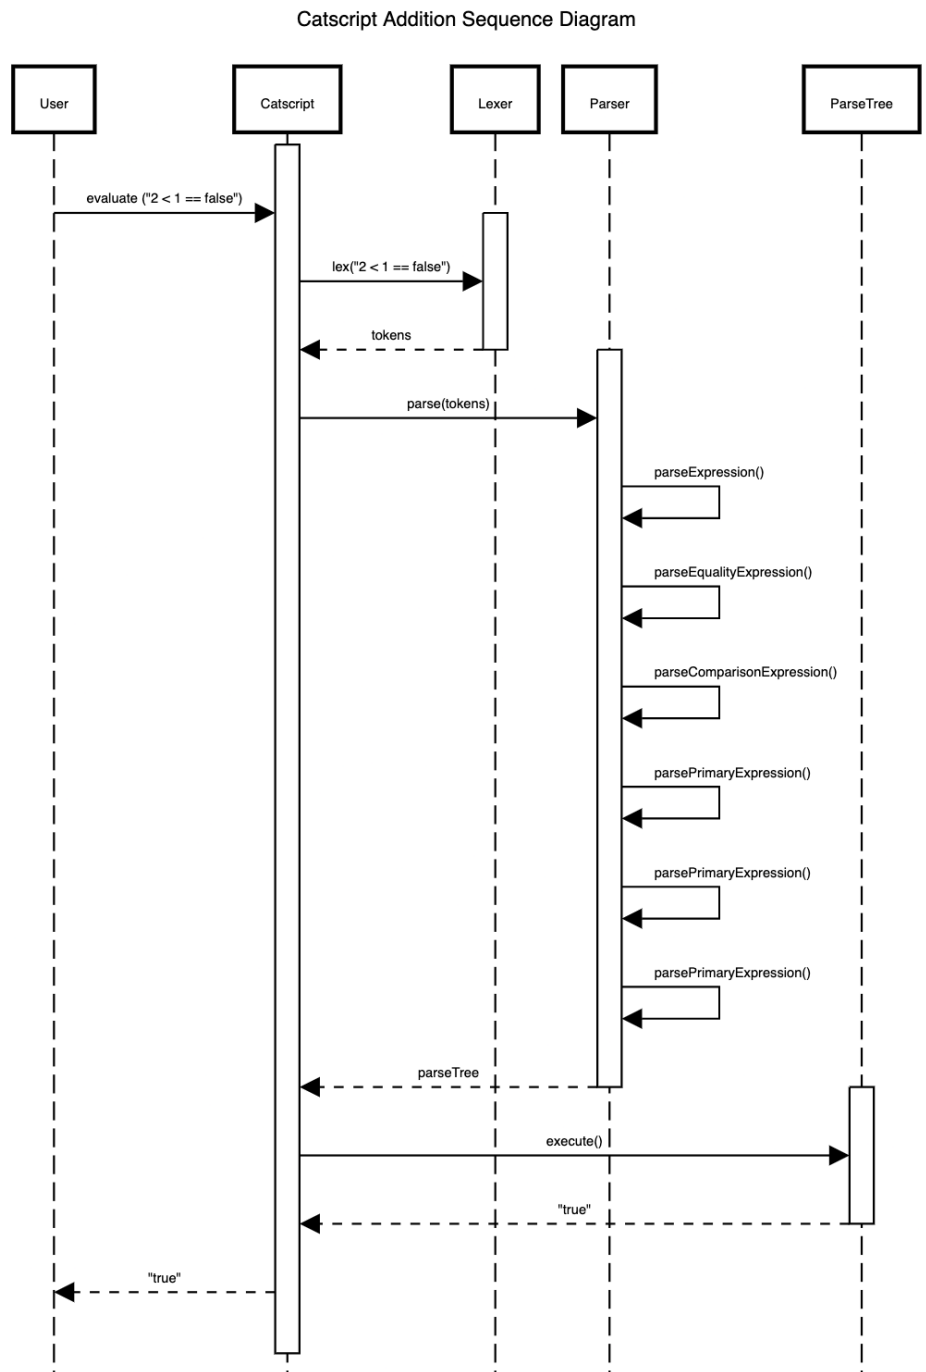 Catscript Addition Sequence Diagram
User
Catscript
Lexer
Parser
ParseTree
evaluate ("2 < 1 == false")
lex("2 < 1 == false")
tokens
parse(tokens)
parseExpression()
parseEqualityExpression()
parseComparisonExpression()
parsePrimaryExpression()
parsePrimaryExpression()
parsePrimaryExpression()
parseTree
execute()
"true"
"true"